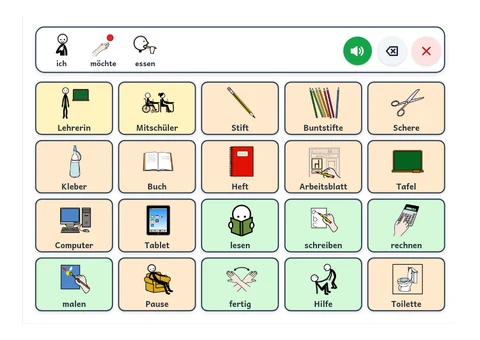 ich möchte essen
Lehrerin Mitschüler Stift Buntstifte Schere
Kleber Buch Heft Arbeitsblatt Tafel
Computer Tablet lesen schreiben rechnen
malen Pause fertig Hilfe Toilette